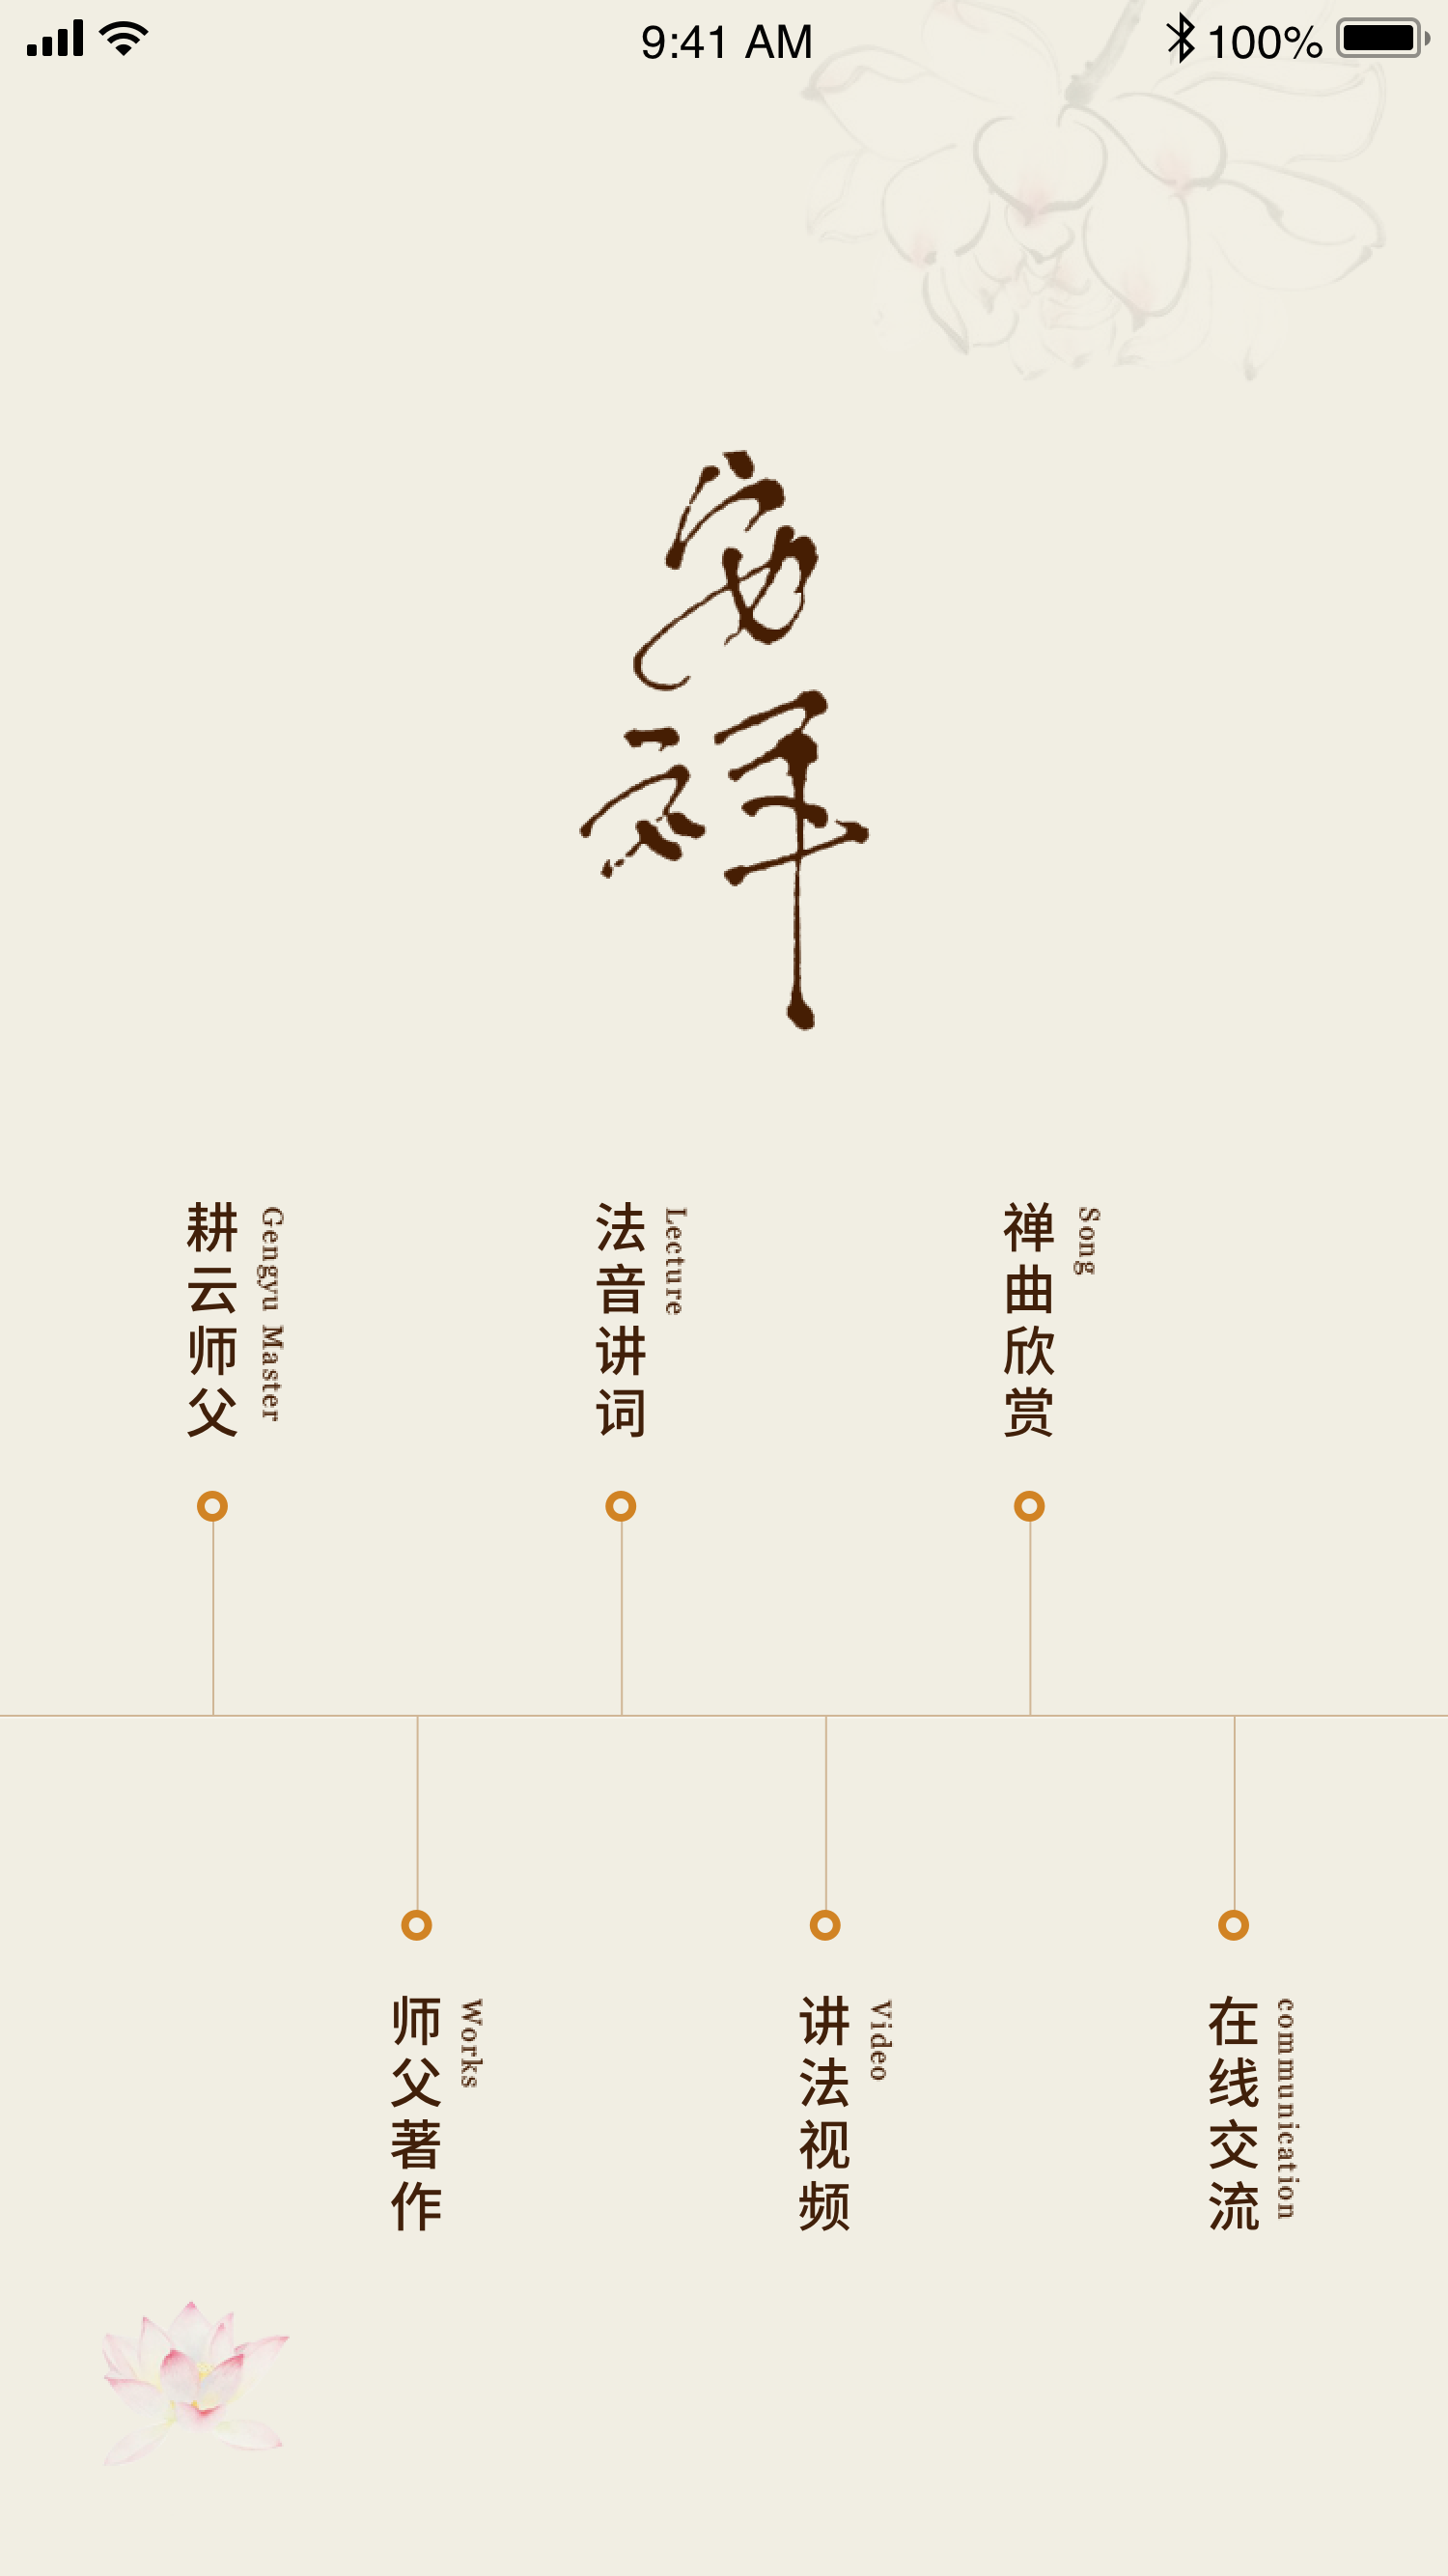 9:41 AM
100%
安祥
耕云师父
Gengyu Master
法音讲词
Lecture
禅曲欣赏
Song
师父著作
Works
讲法视频
Video
在线交流
communication